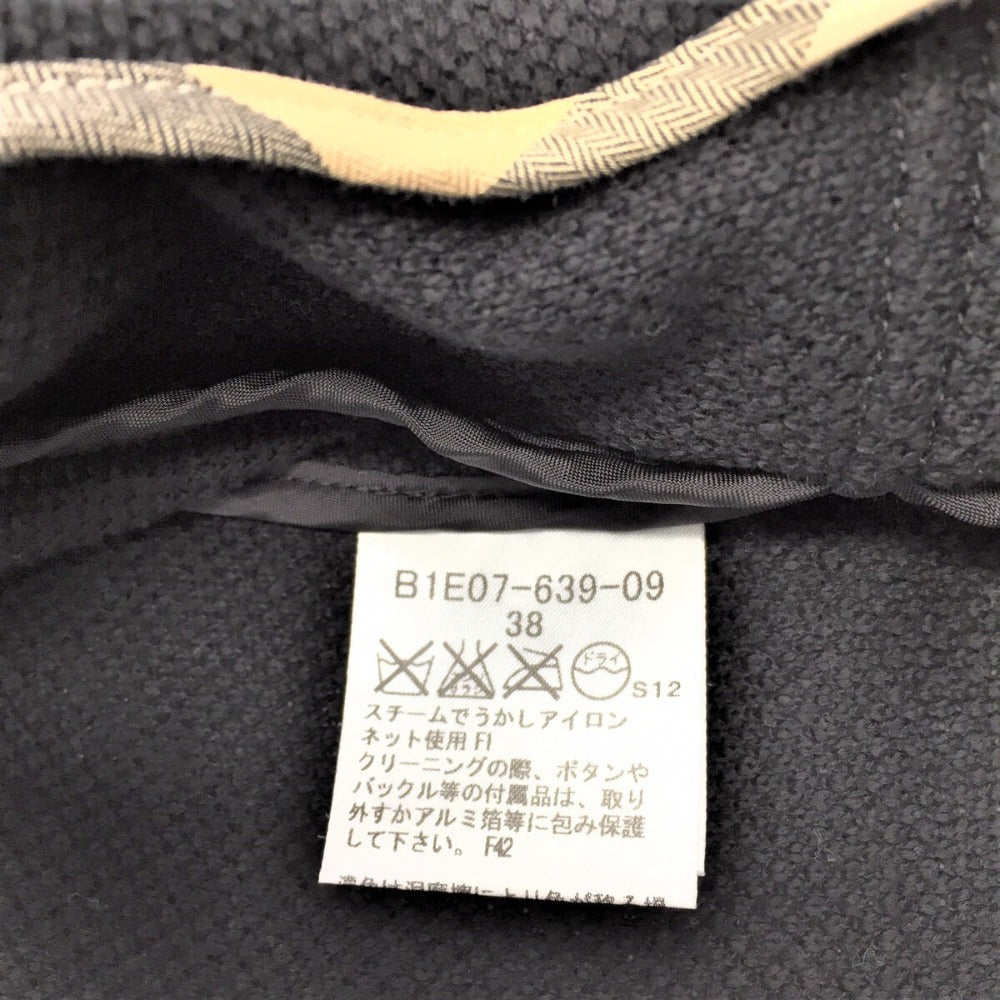 B1E07-639-09
38
ドライ
S12
スチームでうかしアイロン
ネット使用 F1
クリーニングの際、ボタンや
バックル等の付属品は、取り
外すかアルミ箔等に包み保護
して下さい。 F42